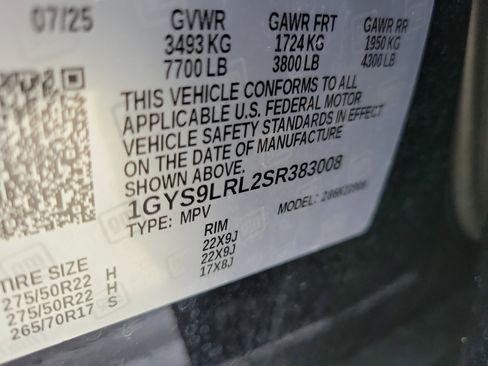 07/25 GVWR GAWR FRT GAWR RR
3493 KG 1724 KG 1950 KG
7700 LB 3800 LB 4300 LB
THIS VEHICLE CONFORMS TO ALL
APPLICABLE U.S. FEDERAL MOTOR
VEHICLE SAFETY STANDARDS IN EFFECT
ON THE DATE OF MANUFACTURE
SHOWN ABOVE.
1GYS9LRL2SR383008
TYPE: MPV MODEL:
TIRE SIZE RIM
275/50R22 H 22X9J
275/50R22 H 22X9J
265/70R17 S 17X8J